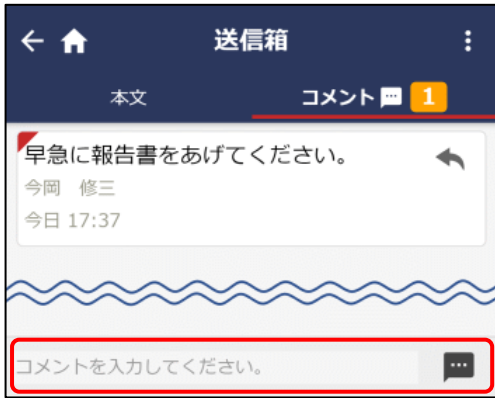 送信箱
本文
コメント 1
早急に報告書をあげてください。
今岡 修三
今日 17:37
コメントを入力してください。